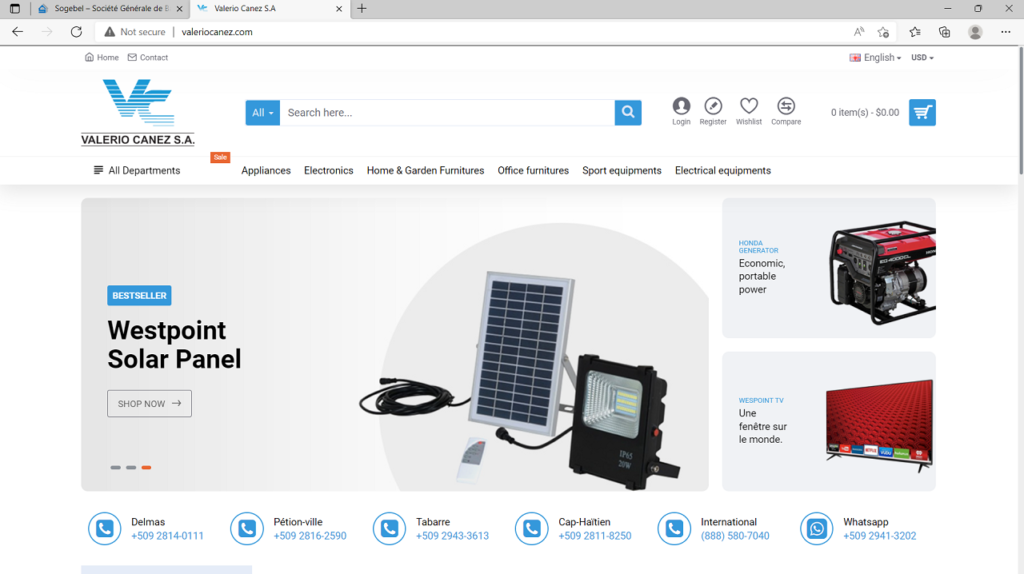 Sogebel – Société Générale de B
Valerio Canez S.A
Not secure
valeriocanez.com
Home
Contact
English
USD
VC
VALERIO CANEZ S.A.
All
Search here...
Login
Register
Wishlist
Compare
0 item(s) - $0.00
All Departments
Sale
Appliances
Electronics
Home & Garden Furnitures
Office furnitures
Sport equipments
Electrical equipments
BESTSELLER
Westpoint
Solar Panel
SHOP NOW
IP65
20W
HONDA
GENERATOR
Economic,
portable
power
WESPOINT TV
Une
fenêtre sur
le monde.
Delmas
+509 2814-0111
Pétion-ville
+509 2816-2590
Tabarre
+509 2943-3613
Cap-Haïtien
+509 2811-8250
International
(888) 580-7040
Whatsapp
+509 2941-3202